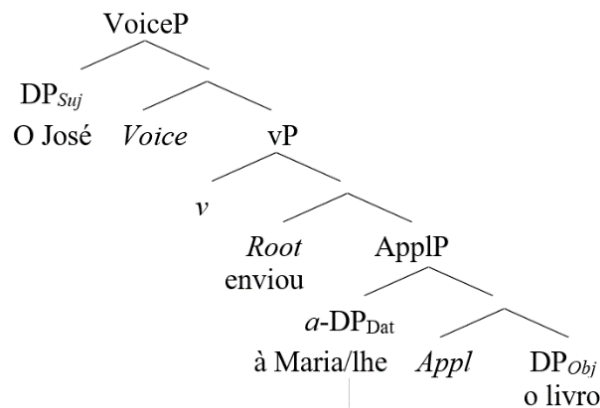 VoiceP
DPSuj
O José Voice vP
v
Root ApplP
enviou
a-DPDat
à Maria/lhe Appl DPObj
o livro